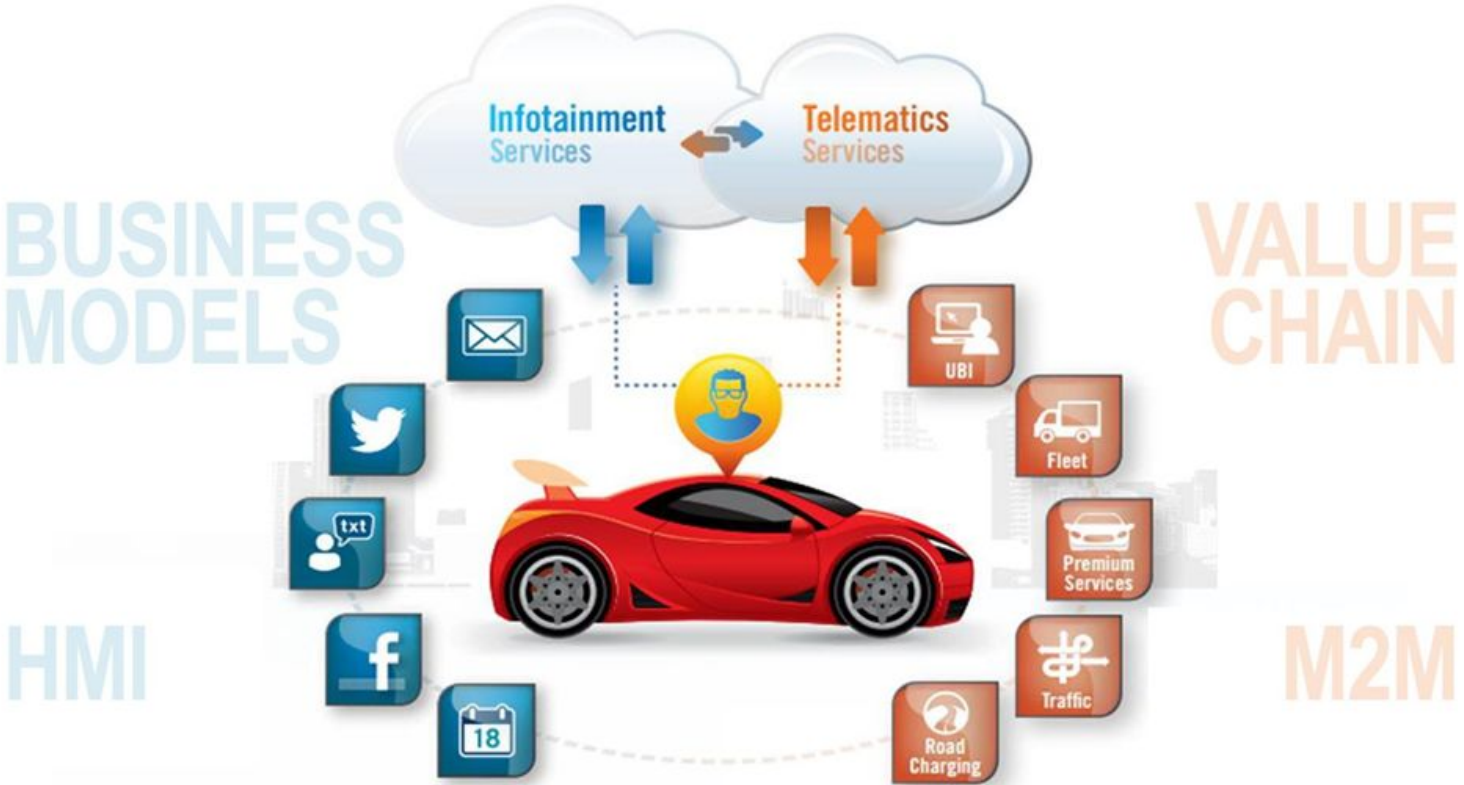 Infotainment
Services
Telematics
Services
BUSINESS
MODELS
VALUE
CHAIN
UBI
Fleet
txt
Premium
Services
f
HMI
M2M
Traffic
18
Road
Charging